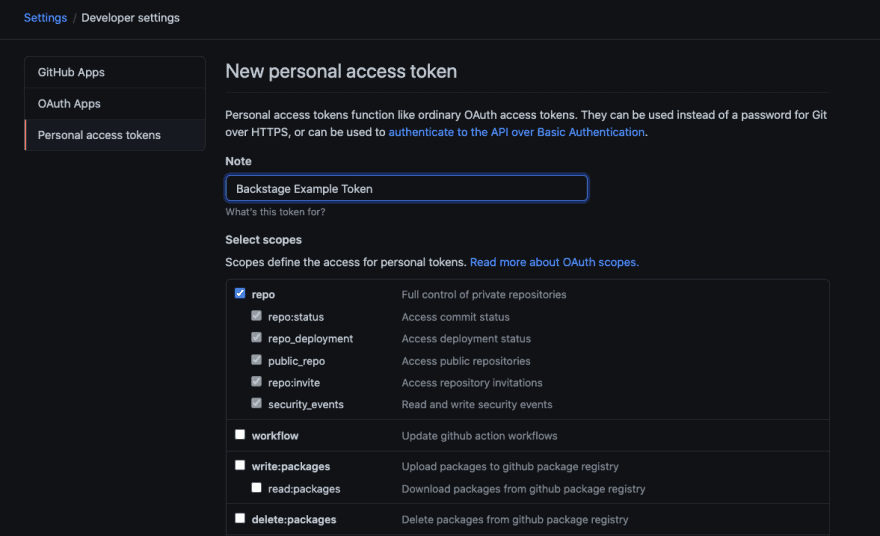 Settings / Developer settings
GitHub Apps
OAuth Apps
Personal access tokens
New personal access token
Personal access tokens function like ordinary OAuth access tokens. They can be used instead of a password for Git
over HTTPS, or can be used to authenticate to the API over Basic Authentication.
Note
Backstage Example Token
What's this token for?
Select scopes
Scopes define the access for personal tokens. Read more about OAuth scopes.
repo Full control of private repositories
repo:status Access commit status
repo_deployment Access deployment status
public_repo Access public repositories
repo:invite Access repository invitations
security_events Read and write security events
workflow Update github action workflows
write:packages Upload packages to github package registry
read:packages Download packages from github package registry
delete:packages Delete packages from github package registry